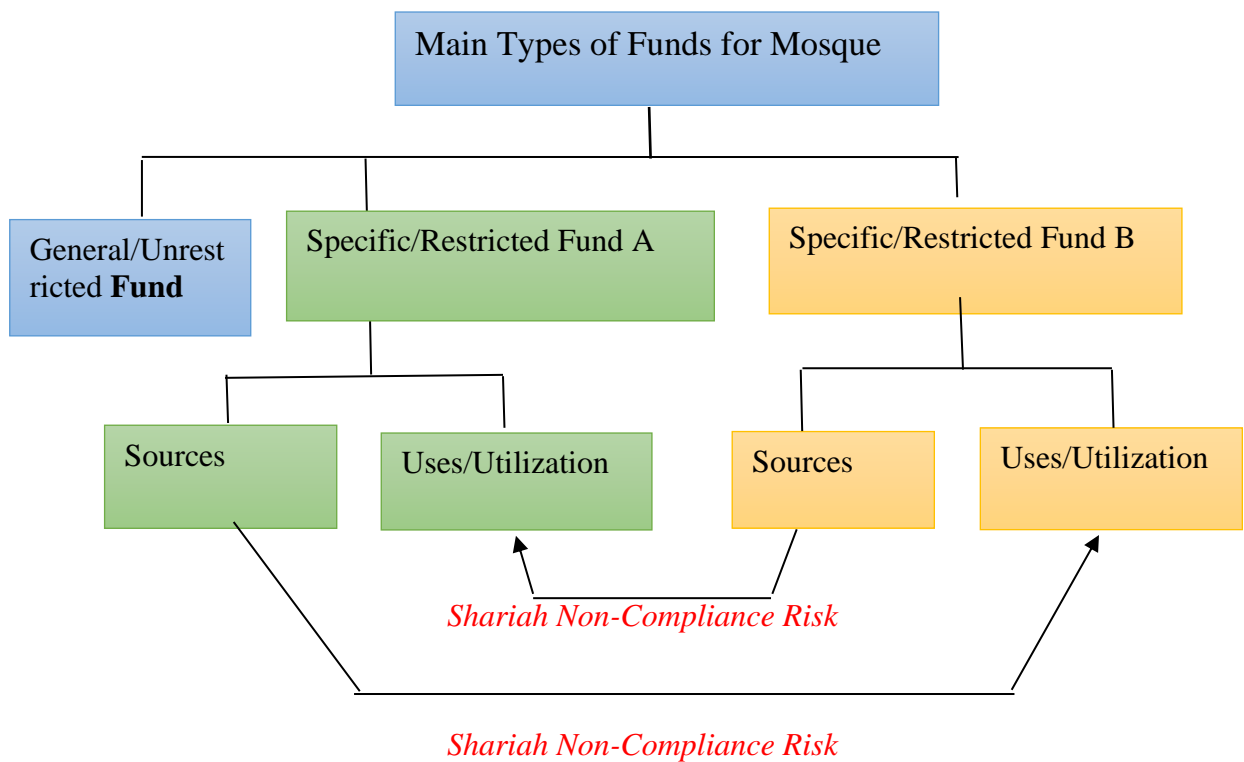 Main Types of Funds for Mosque
General/Unrest
ricted Fund
Specific/Restricted Fund A
Specific/Restricted Fund B
Sources
Uses/Utilization
Sources
Uses/Utilization
Shariah Non-Compliance Risk
Shariah Non-Compliance Risk